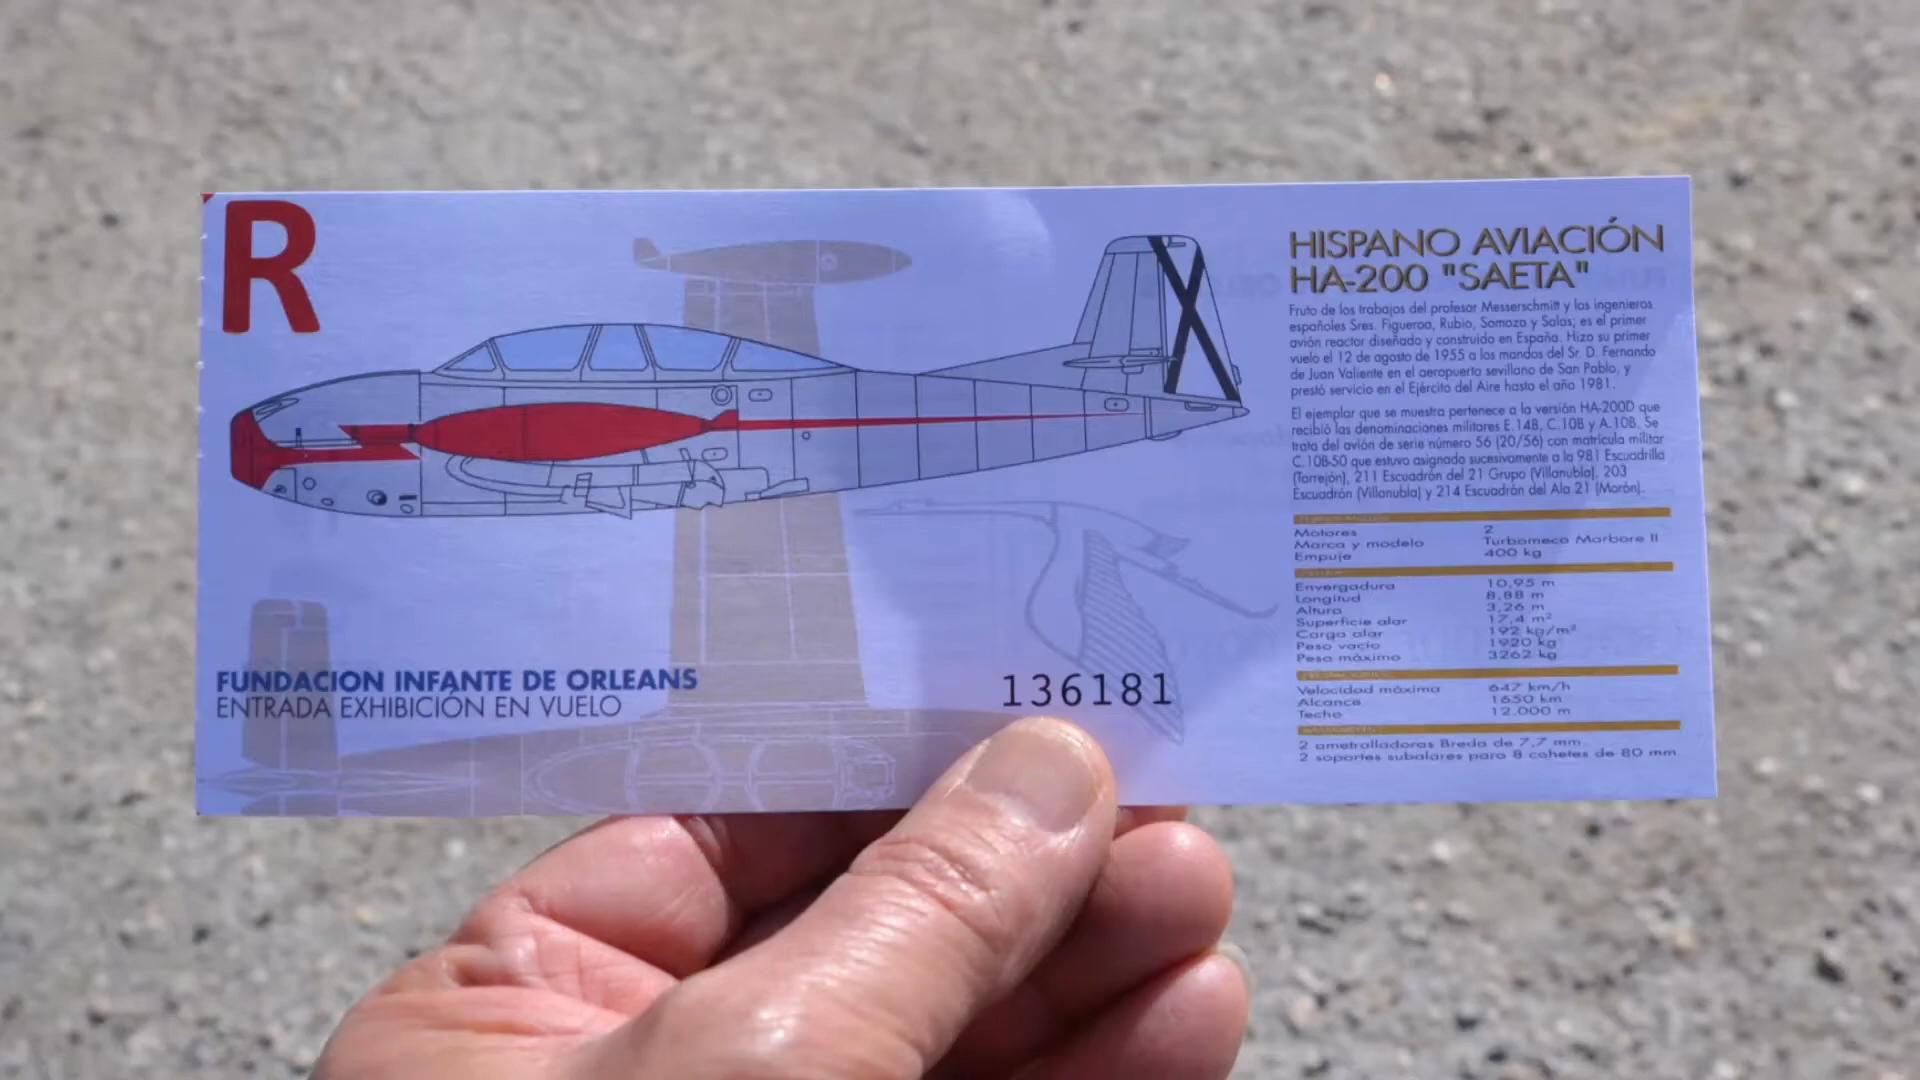 R
HISPANO AVIACIÓN
HA-200 "SAETA"
Fruto de los trabajos del profesor Messerschmitt y los ingenieros
españoles Sres. Figueroa, Rubio, Somoza y Salas; es el primer
avión reactor diseñado y construido en España. Hizo su primer
vuelo el 12 de agosto de 1955 a los mandos del Sr. D. Fernando
de Juan Valiente en el aeropuerto sevillano de San Pablo, y
prestó servicio en el Ejército del Aire hasta el año 1981.
El ejemplar que se muestra pertenece a la versión HA-200D que
recibió las denominaciones militares E.14B, C.10B y A.10B. Se
trata del avión de serie número 56 (20/56) con matrícula militar
C.10B-50 que estuvo asignado sucesivamente a la 981 Escuadrilla
(Torrejón), 211 Escuadrón del 21 Grupo (Villanubla), 203
Escuadrón (Villanubla) y 214 Escuadrón del Ala 21 (Morón).
Motores 2
Marca y modelo Turbomeca Marbore II
Empuje 400 kg
Envergadura 10,95 m
Longitud 8,88 m
Altura 3,26 m
Superficie alar 17,4 m²
Carga alar 192 kg/m²
Peso vacío 1920 kg
Peso máximo 3262 kg
Velocidad máxima 647 km/h
Alcance 1650 km
Techo 12.000 m
2 ametralladoras Breda de 7,7 mm
2 soportes subalares para 8 cohetes de 80 mm
FUNDACION INFANTE DE ORLEANS
ENTRADA EXHIBICIÓN EN VUELO
136181